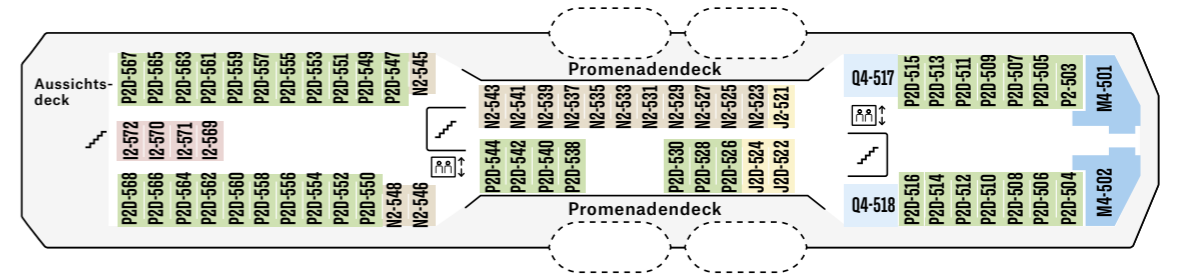 Aussichts-
deck
P2D-567
P2D-565
P2D-563
P2D-561
P2D-559
P2D-557
P2D-555
P2D-553
P2D-551
P2D-549
P2D-547
N2-545
I2-572
I2-570
I2-571
I2-569
P2D-568
P2D-566
P2D-564
P2D-562
P2D-560
P2D-558
P2D-556
P2D-554
P2D-552
P2D-550
N2-548
N2-546
Promenadendeck
N2-543
N2-541
N2-539
N2-537
N2-535
N2-533
N2-531
N2-529
N2-527
N2-525
N2-523
J2-521
P2D-544
P2D-542
P2D-540
P2D-538
P2D-530
P2D-528
P2D-526
J2D-524
J2D-522
Promenadendeck
Q4-517
P2D-515
P2D-513
P2D-511
P2D-509
P2D-507
P2D-505
P2-503
M4-501
Q4-518
P2D-516
P2D-514
P2D-512
P2D-510
P2D-508
P2D-506
P2D-504
M4-502